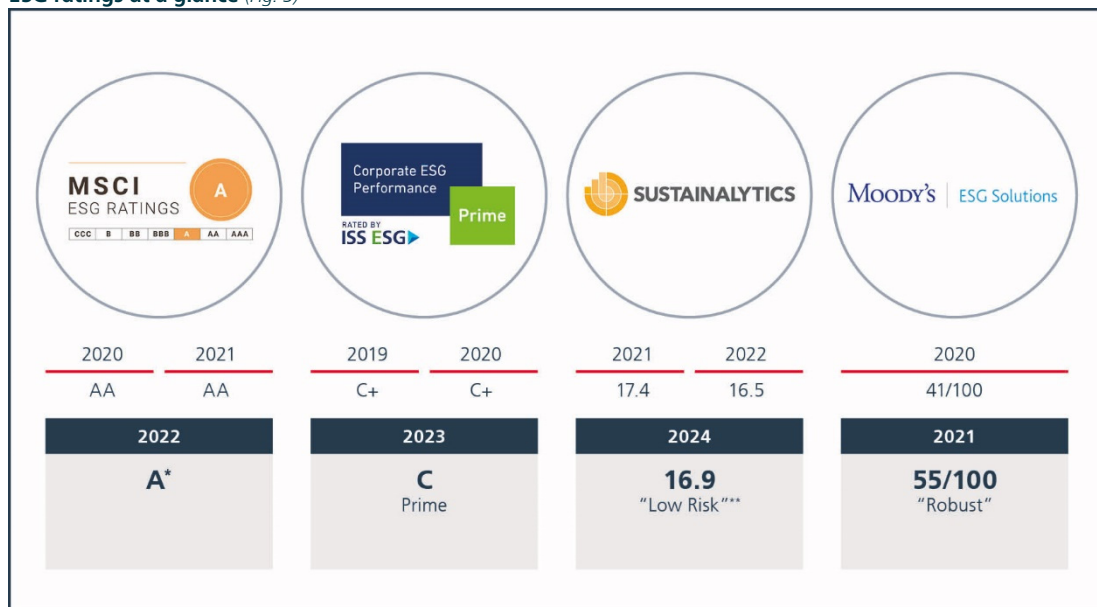 ESG ratings at a glance (Fig. 3)
MSCI
ESG RATINGS
A
CCC B BB BBB A AA AAA
Corporate ESG
Performance
Prime
RATED BY
ISS ESG
SUSTAINALYTICS
MOODY'S ESG Solutions
2020 2021
AA AA
2022
A*
2019 2020
C+ C+
2023
C
Prime
2021 2022
17.4 16.5
2024
16.9
"Low Risk"**
2020
41/100
2021
55/100
"Robust"